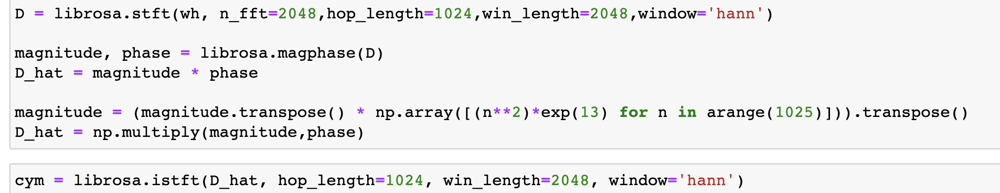 D = librosa.stft(wh, n_fft=2048,hop_length=1024,win_length=2048,window='hann')
magnitude, phase = librosa.magphase(D)
D_hat = magnitude * phase
magnitude = (magnitude.transpose() * np.array([(n**2)*exp(13) for n in arange(1025)])).transpose()
D_hat = np.multiply(magnitude,phase)
cym = librosa.istft(D_hat, hop_length=1024, win_length=2048, window='hann')